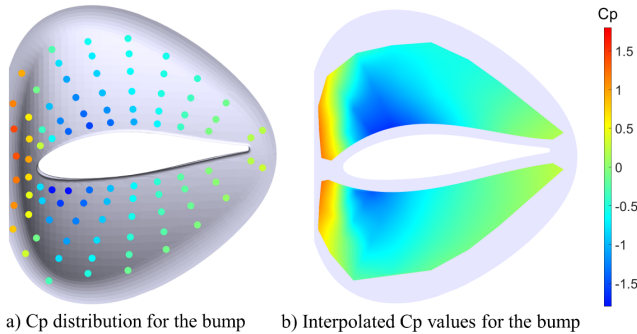 Cp
1.5
1
0.5
0
-0.5
-1
-1.5
a) Cp distribution for the bump
b) Interpolated Cp values for the bump